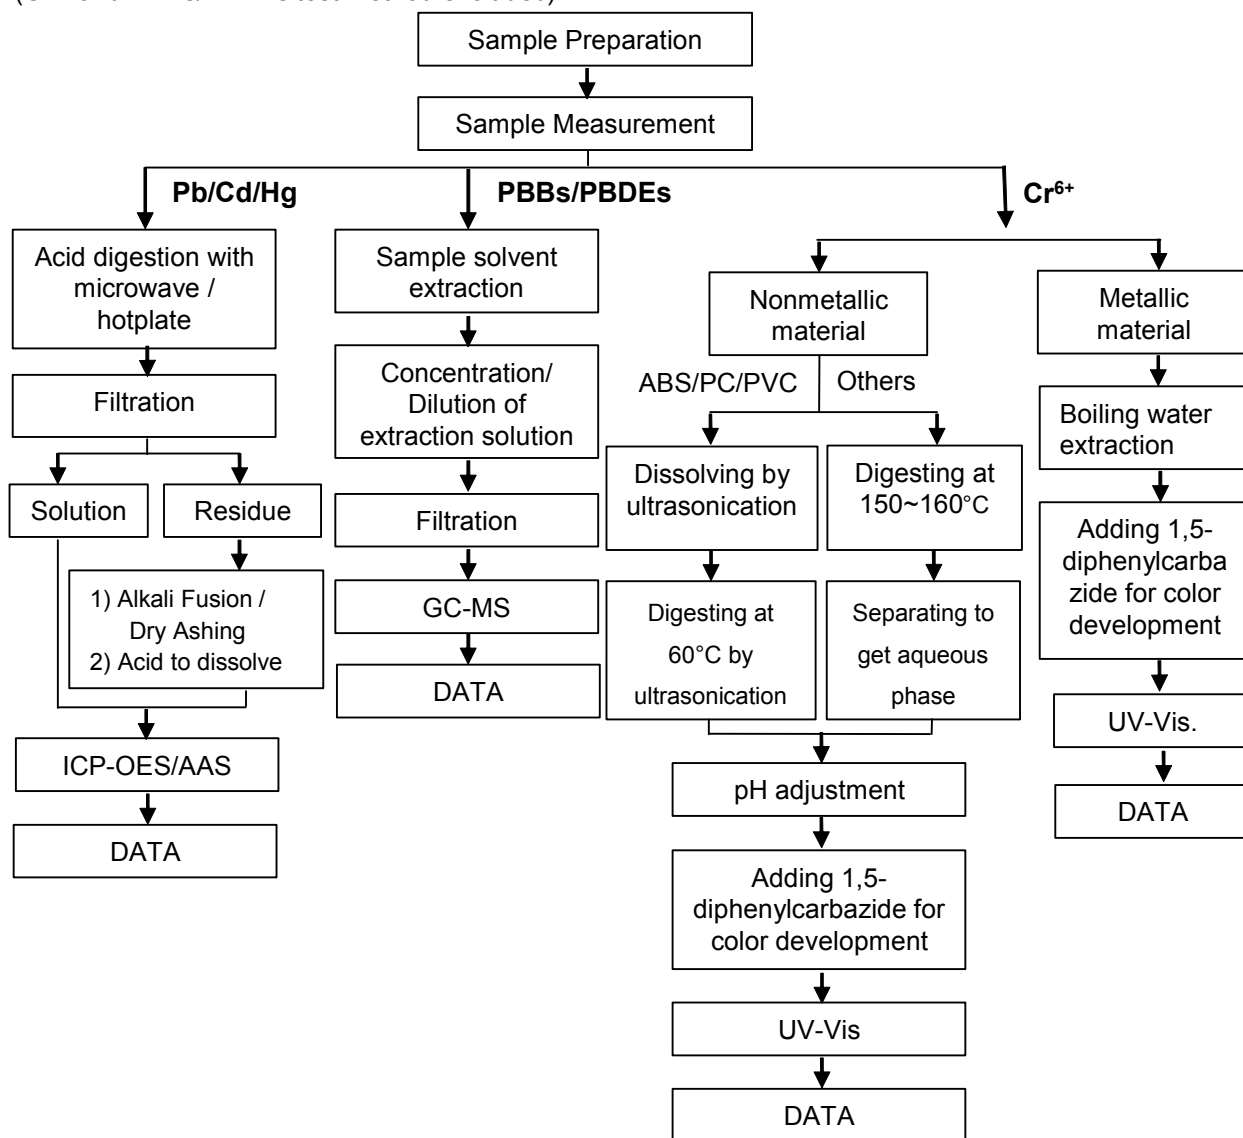 Sample Preparation
Sample Measurement
Pb/Cd/Hg
PBBs/PBDEs
Cr⁶⁺
Acid digestion with
microwave /
hotplate
Filtration
Solution
Residue
1) Alkali Fusion /
Dry Ashing
2) Acid to dissolve
ICP-OES/AAS
DATA
Sample solvent
extraction
Concentration/
Dilution of
extraction solution
Filtration
GC-MS
DATA
Nonmetallic
material
ABS/PC/PVC
Others
Dissolving by
ultrasonication
Digesting at
60°C by
ultrasonication
Digesting at
150~160°C
Separating to
get aqueous
phase
pH adjustment
Adding 1,5-
diphenylcarbazide for
color development
UV-Vis
DATA
Metallic
material
Boiling water
extraction
Adding 1,5-
diphenylcarba
zide for color
development
UV-Vis.
DATA